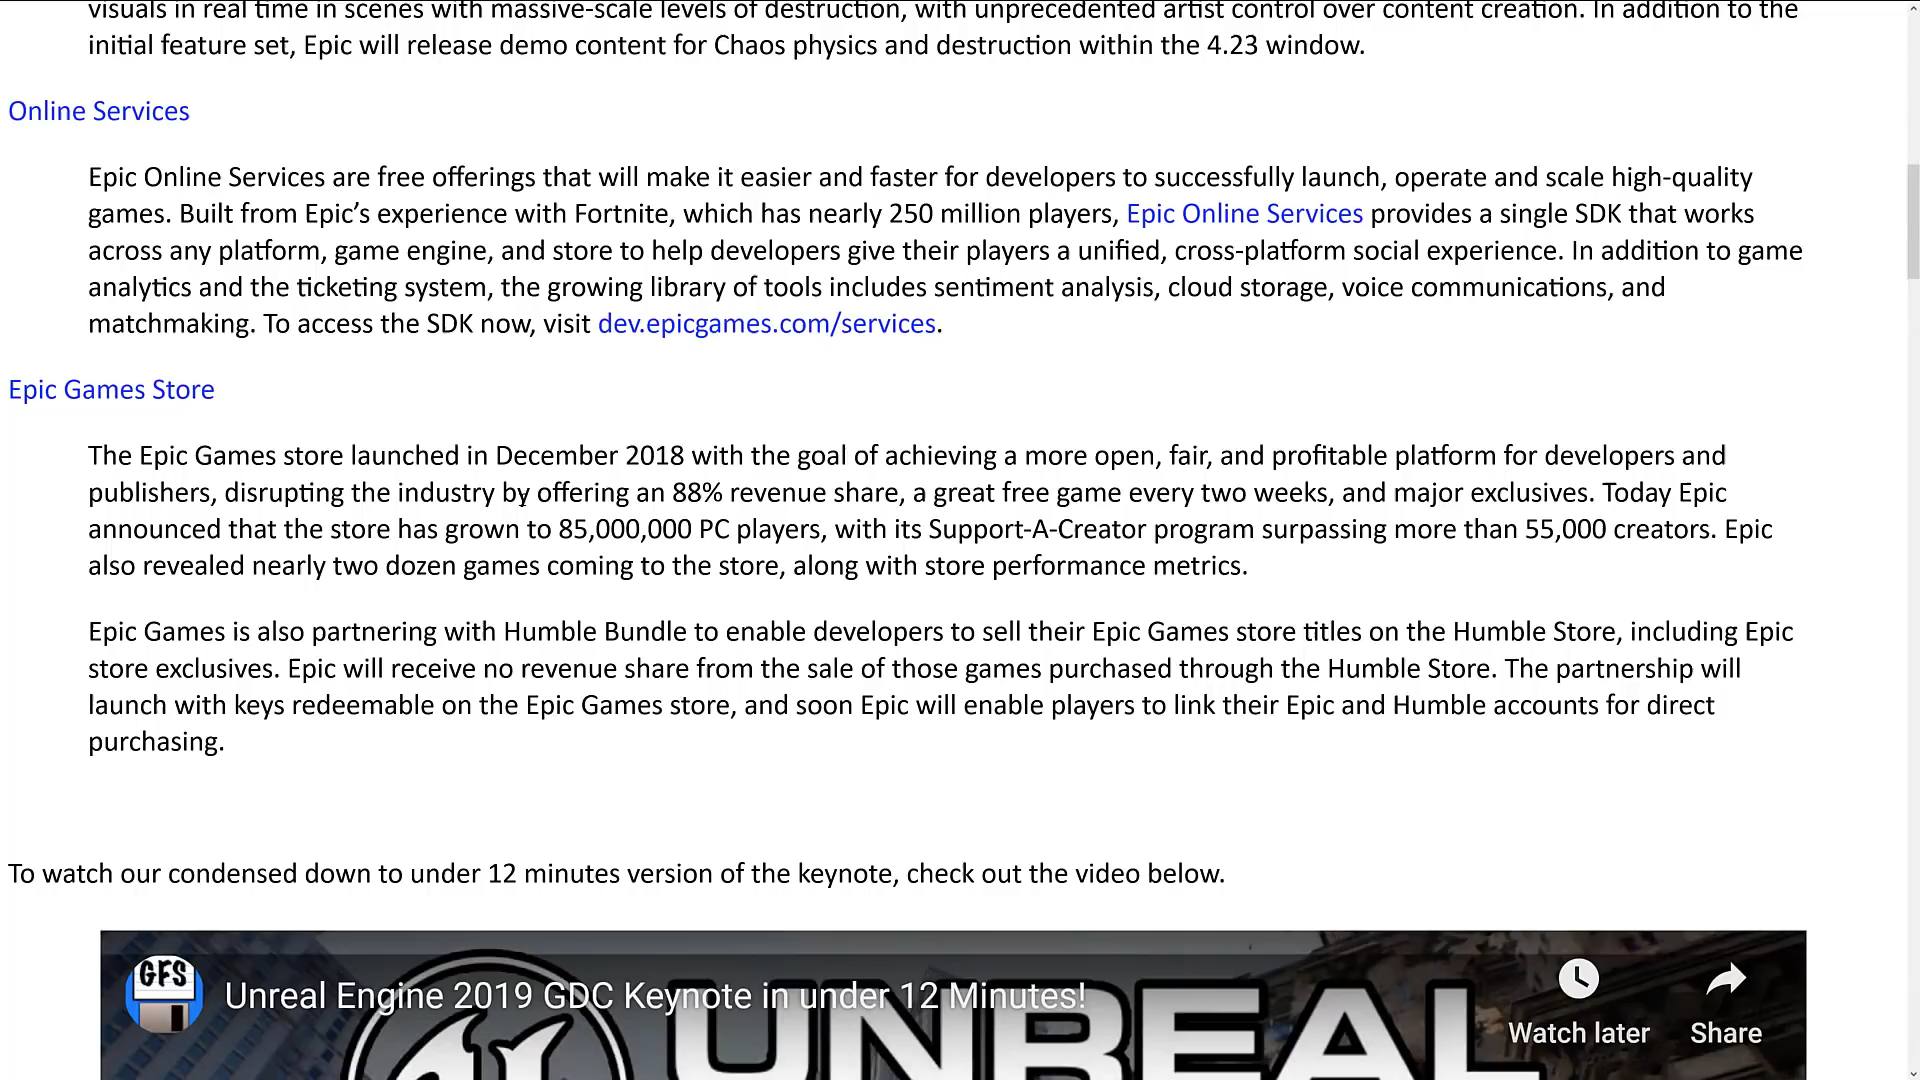 visuals in real time in scenes with massive-scale levels of destruction, with unprecedented artist control over content creation. In addition to the
initial feature set, Epic will release demo content for Chaos physics and destruction within the 4.23 window.
Online Services
Epic Online Services are free offerings that will make it easier and faster for developers to successfully launch, operate and scale high-quality
games. Built from Epic’s experience with Fortnite, which has nearly 250 million players, Epic Online Services provides a single SDK that works
across any platform, game engine, and store to help developers give their players a unified, cross-platform social experience. In addition to game
analytics and the ticketing system, the growing library of tools includes sentiment analysis, cloud storage, voice communications, and
matchmaking. To access the SDK now, visit dev.epicgames.com/services.
Epic Games Store
The Epic Games store launched in December 2018 with the goal of achieving a more open, fair, and profitable platform for developers and
publishers, disrupting the industry by offering an 88% revenue share, a great free game every two weeks, and major exclusives. Today Epic
announced that the store has grown to 85,000,000 PC players, with its Support-A-Creator program surpassing more than 55,000 creators. Epic
also revealed nearly two dozen games coming to the store, along with store performance metrics.
Epic Games is also partnering with Humble Bundle to enable developers to sell their Epic Games store titles on the Humble Store, including Epic
store exclusives. Epic will receive no revenue share from the sale of those games purchased through the Humble Store. The partnership will
launch with keys redeemable on the Epic Games store, and soon Epic will enable players to link their Epic and Humble accounts for direct
purchasing.
To watch our condensed down to under 12 minutes version of the keynote, check out the video below.
GFS
Unreal Engine 2019 GDC Keynote in under 12 Minutes!
Watch later
Share
UNREAL